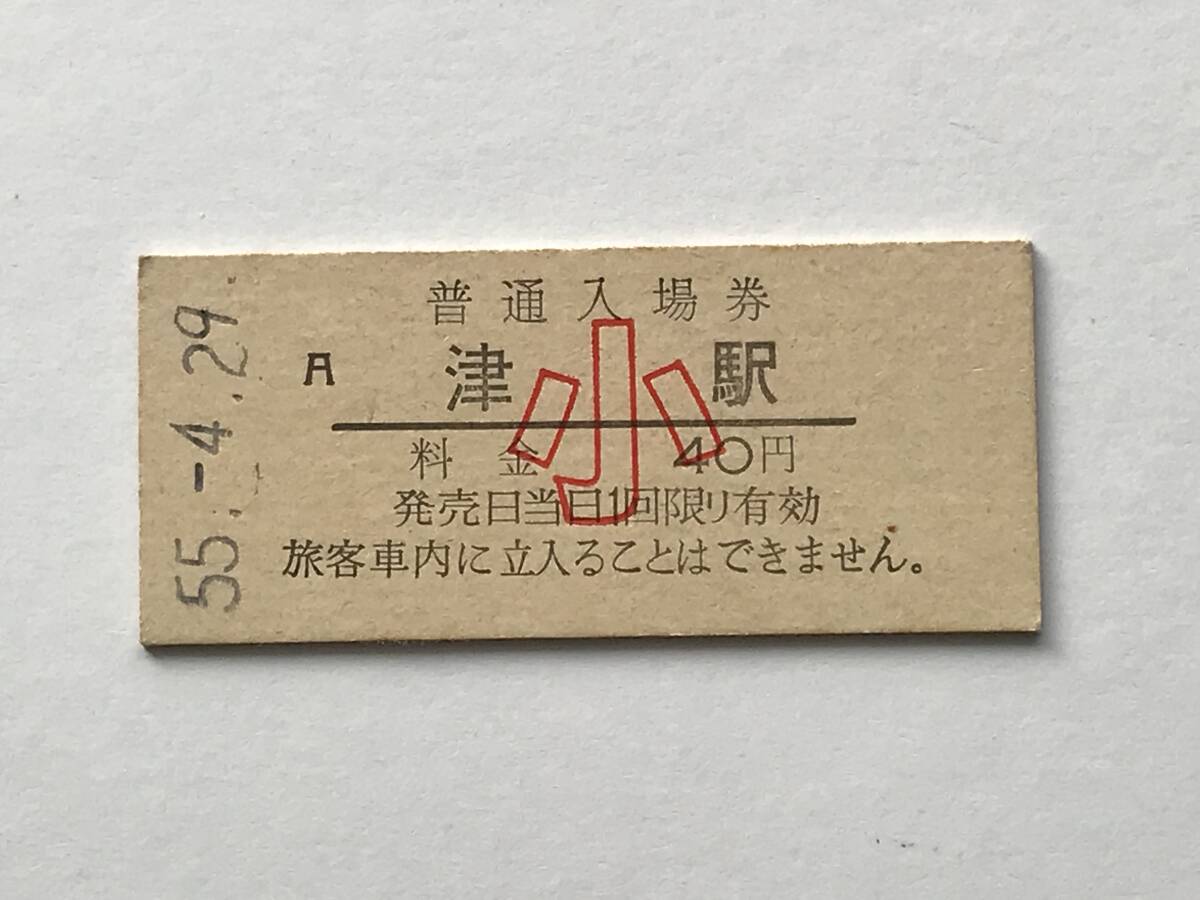 55.-4.29
普通入場券
A 津 駅
小
料金 40円
発売日当日1回限り有効
旅客車内に立入ることはできません。